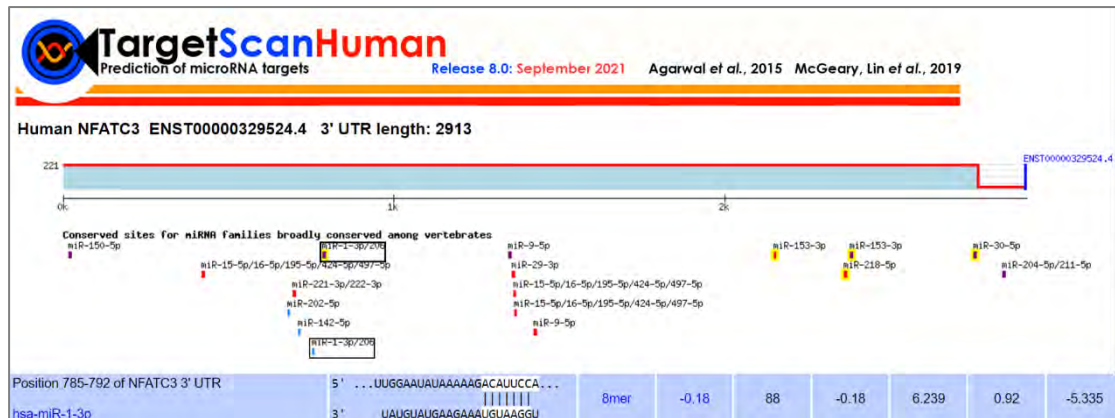 TargetScanHuman
Prediction of microRNA targets Release 8.0: September 2021 Agarwal et al., 2015 McGeary, Lin et al., 2019
Human NFATC3 ENST00000329524.4 3' UTR length: 2913
ENST00000329524.4
221
0k 1k 2k
Conserved sites for miRNA families broadly conserved among vertebrates
miR-150-5p miR-1-3p/206 miR-9-5p miR-153-3p miR-153-3p miR-30-5p
miR-15-5p/16-5p/195-5p/424-5p/497-5p miR-29-3p miR-218-5p miR-204-5p/211-5p
miR-221-3p/222-3p miR-15-5p/16-5p/195-5p/424-5p/497-5p
miR-202-5p miR-15-5p/16-5p/195-5p/424-5p/497-5p
miR-142-5p miR-9-5p
miR-1-3p/206
Position 785-792 of NFATC3 3' UTR 5' ...UUGGAAUAUAAAAAGACAUUCCA...
8mer -0.18 88 -0.18 6.239 0.92 -5.335
hsa-miR-1-3p 3' UAUGUAUGAAGAAAUGUAAGGU